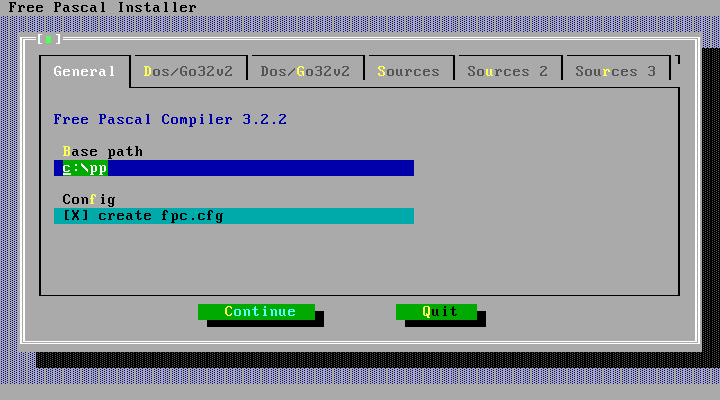 Free Pascal Installer
[■]
General Dos/Go32v2 Dos/Go32v2 Sources Sources 2 Sources 3
Free Pascal Compiler 3.2.2
Base path
c:\pp
Config
[X] create fpc.cfg
Continue Quit